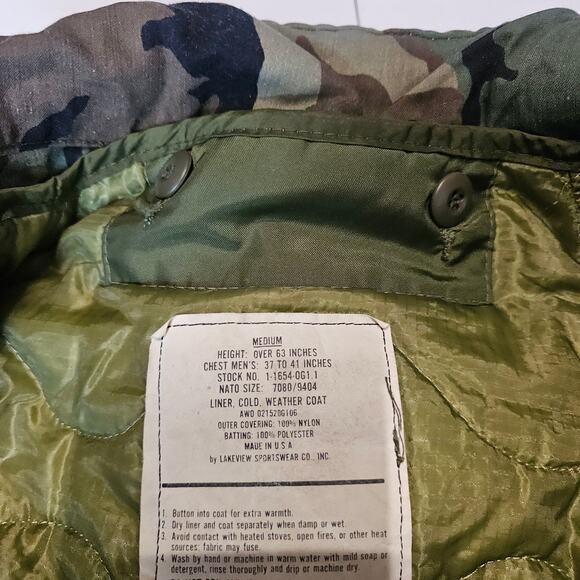 MEDIUM
HEIGHT: OVER 63 INCHES
CHEST MEN'S: 37 TO 41 INCHES
STOCK NO. 1-1654-0G1.1
NATO SIZE: 7080/9404
LINER, COLD, WEATHER COAT
AWD 021520G106
OUTER COVERING: 100% NYLON
BATTING: 100% POLYESTER
MADE IN U.S.A
by LAKEVIEW SPORTSWEAR CO., INC.
1. Button into coat for extra warmth.
2. Dry liner and coat separately when damp or wet.
3. Avoid contact with heated stoves, open fires, or other heat
sources; fabric may fuse.
4. Wash by hand or machine in warm water with mild soap or
detergent, rinse thoroughly and drip or machine dry.